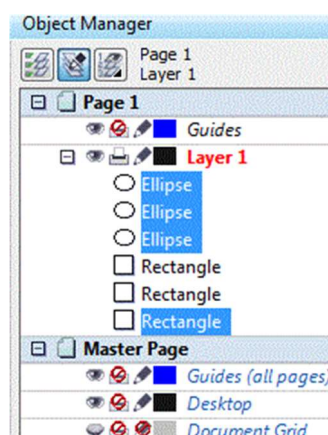 Object Manager
Page 1
Layer 1
Page 1
Guides
Layer 1
Ellipse
Ellipse
Ellipse
Rectangle
Rectangle
Rectangle
Master Page
Guides (all pages)
Desktop
Document Grid